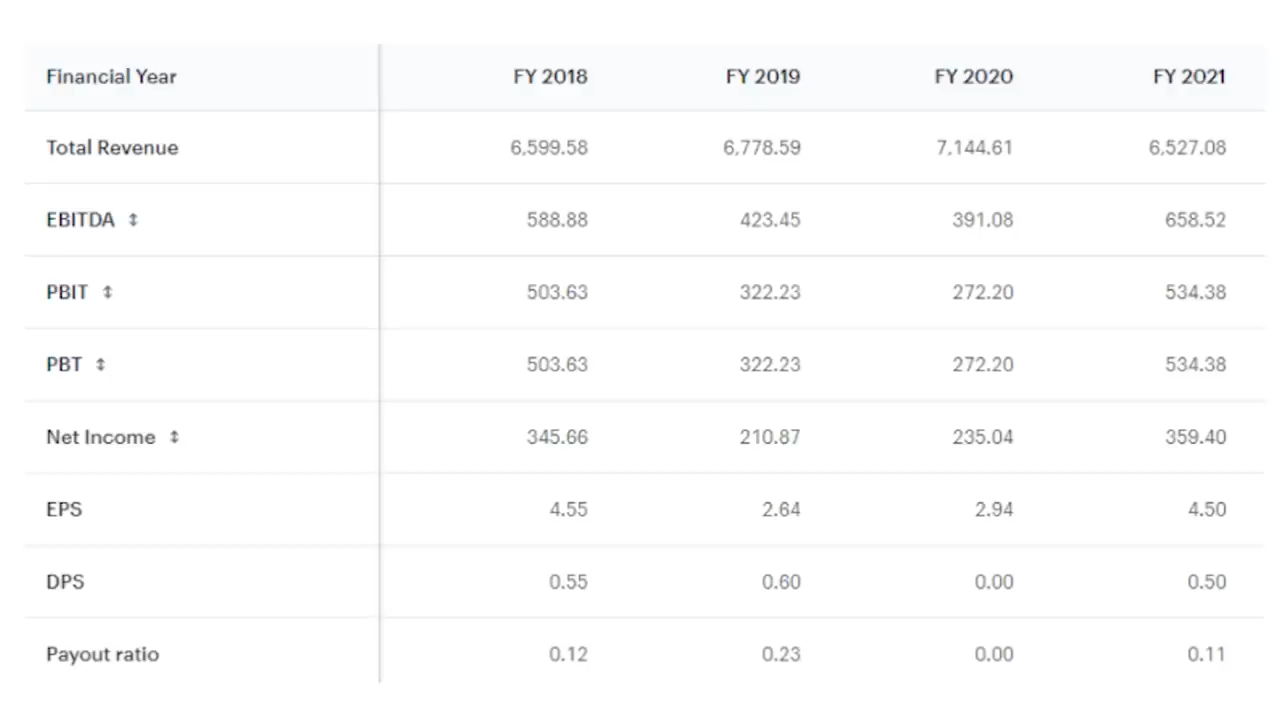 Financial Year FY 2018 FY 2019 FY 2020 FY 2021
Total Revenue 6,599.58 6,778.59 7,144.61 6,527.08
EBITDA ↕ 588.88 423.45 391.08 658.52
PBIT ↕ 503.63 322.23 272.20 534.38
PBT ↕ 503.63 322.23 272.20 534.38
Net Income ↕ 345.66 210.87 235.04 359.40
EPS 4.55 2.64 2.94 4.50
DPS 0.55 0.60 0.00 0.50
Payout ratio 0.12 0.23 0.00 0.11